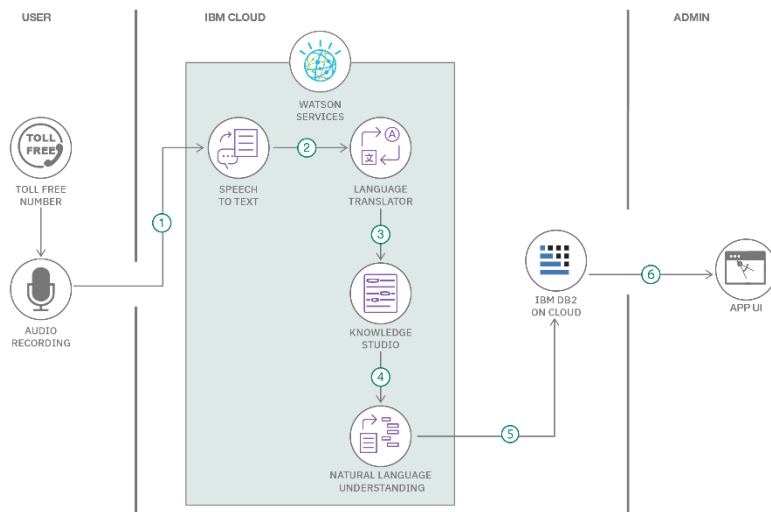 USER
IBM CLOUD
ADMIN
WATSON
SERVICES
TOLL
FREE
TOLL FREE
NUMBER
1
SPEECH
TO TEXT
2
A
文
LANGUAGE
TRANSLATOR
3
AUDIO
RECORDING
KNOWLEDGE
STUDIO
4
NATURAL LANGUAGE
UNDERSTANDING
5
IBM DB2
ON CLOUD
6
APP UI